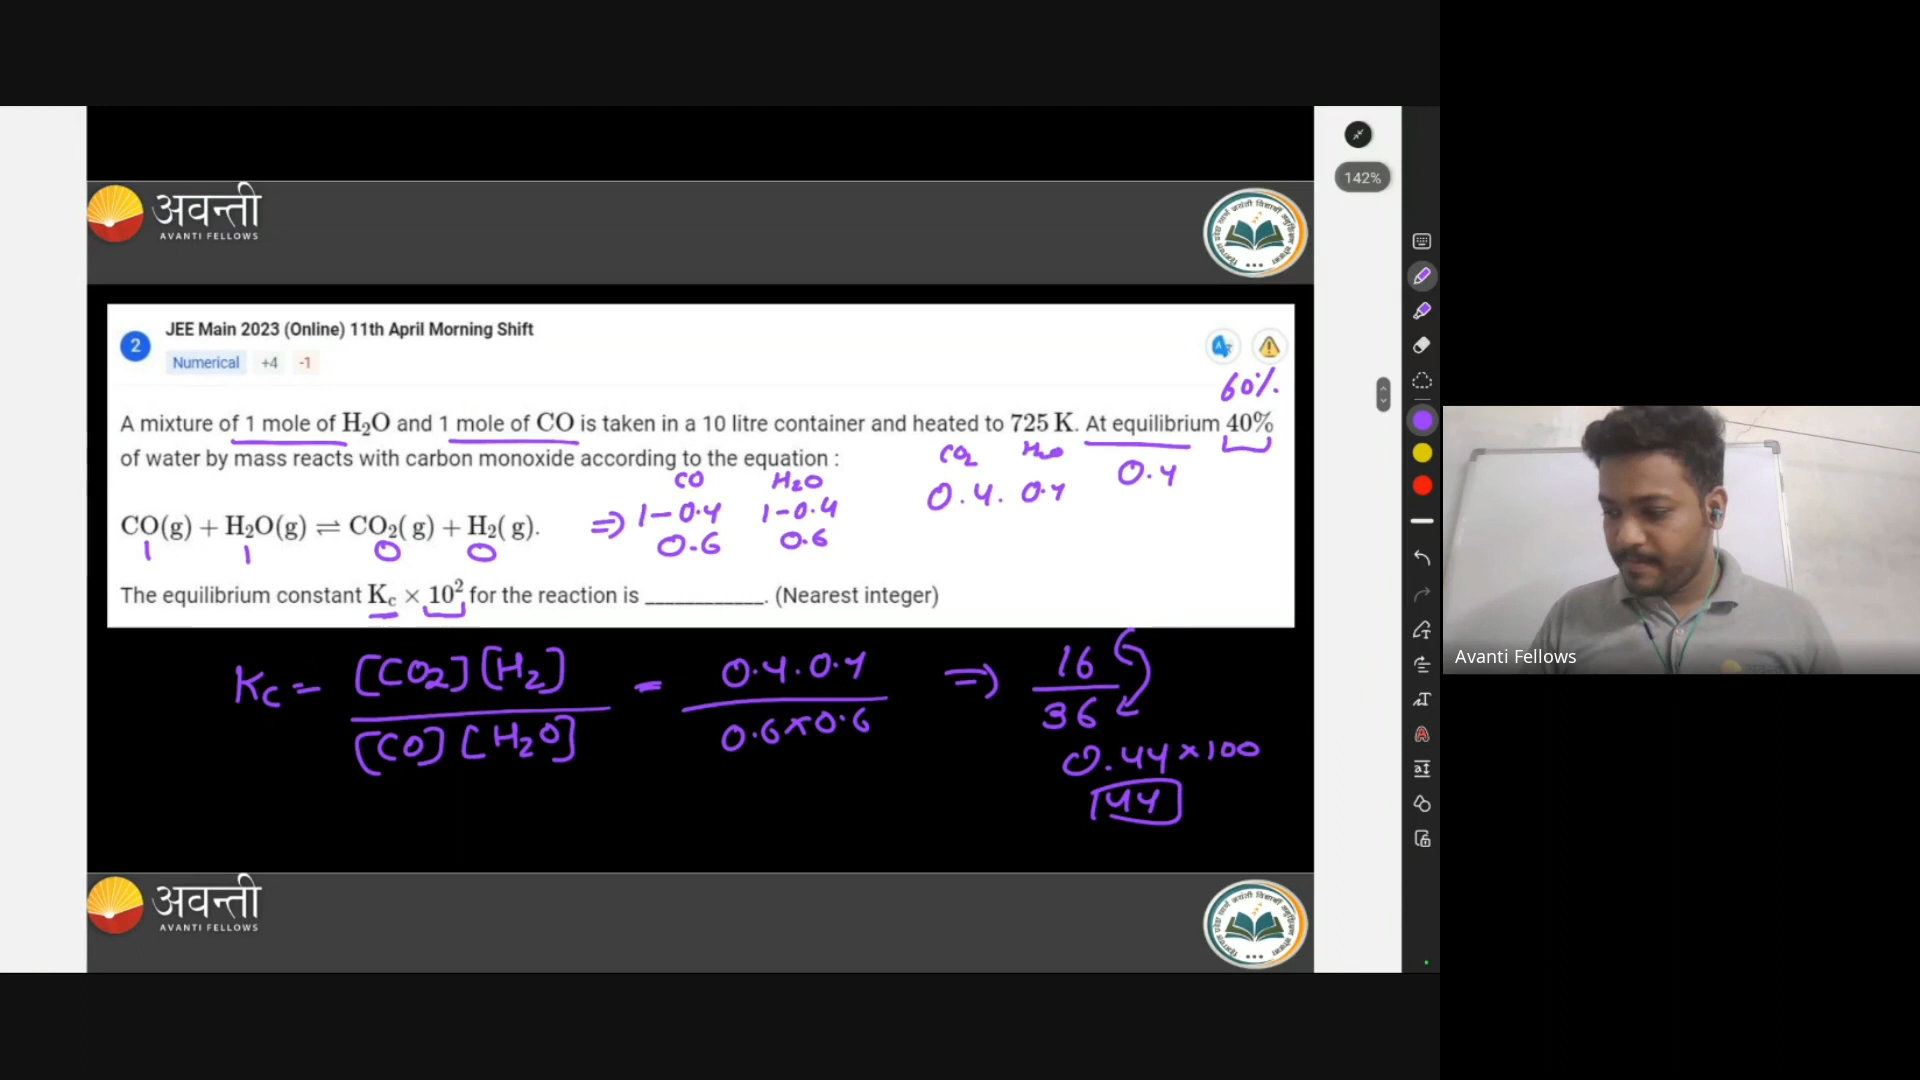 142%
अवन्ती
AVANTI FELLOWS
2
JEE Main 2023 (Online) 11th April Morning Shift
Numerical +4 -1
60%
A mixture of 1 mole of H₂O and 1 mole of CO is taken in a 10 litre container and heated to 725 K. At equilibrium 40%
of water by mass reacts with carbon monoxide according to the equation :
CO₂ H₂O 0.4
CO H₂O 0.4. 0.4
CO(g) + H₂O(g) ⇌ CO₂(g) + H₂(g). ⇒ 1-0.4 1-0.4
1 1 0 0 0.6 0.6
The equilibrium constant K_c × 10² for the reaction is ____________. (Nearest integer)
Kc = [CO₂][H₂] / [CO][H₂O] = 0.4.0.4 / 0.6×0.6 ⇒ 16 / 36
0.44×100
44
अवन्ती
AVANTI FELLOWS
Avanti Fellows